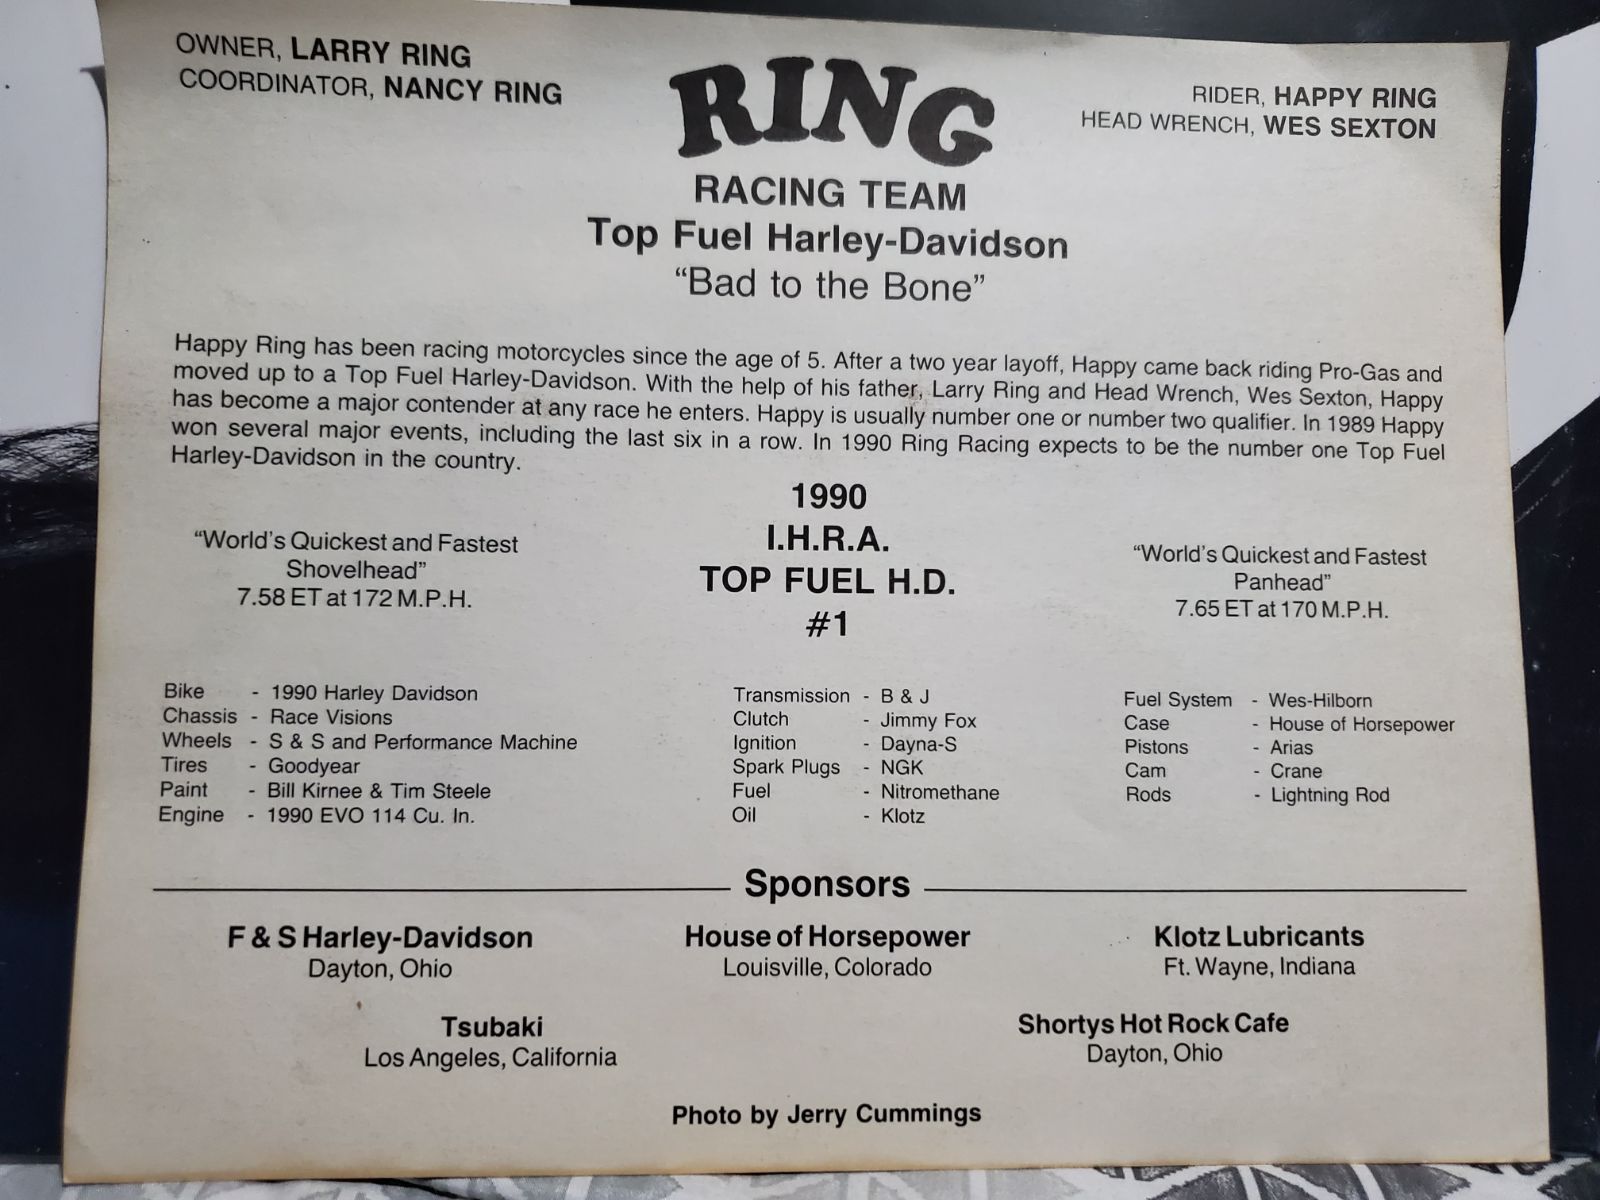 OWNER, LARRY RING
COORDINATOR, NANCY RING
RING
RIDER, HAPPY RING
HEAD WRENCH, WES SEXTON
RACING TEAM
Top Fuel Harley-Davidson
“Bad to the Bone”
Happy Ring has been racing motorcycles since the age of 5. After a two year layoff, Happy came back riding Pro-Gas and
moved up to a Top Fuel Harley-Davidson. With the help of his father, Larry Ring and Head Wrench, Wes Sexton, Happy
has become a major contender at any race he enters. Happy is usually number one or number two qualifier. In 1989 Happy
won several major events, including the last six in a row. In 1990 Ring Racing expects to be the number one Top Fuel
Harley-Davidson in the country.
“World's Quickest and Fastest
Shovelhead”
7.58 ET at 172 M.P.H.
1990
I.H.R.A.
TOP FUEL H.D.
#1
“World's Quickest and Fastest
Panhead”
7.65 ET at 170 M.P.H.
Bike - 1990 Harley Davidson
Chassis - Race Visions
Wheels - S & S and Performance Machine
Tires - Goodyear
Paint - Bill Kirnee & Tim Steele
Engine - 1990 EVO 114 Cu. In.
Transmission - B & J
Clutch - Jimmy Fox
Ignition - Dayna-S
Spark Plugs - NGK
Fuel - Nitromethane
Oil - Klotz
Fuel System - Wes-Hilborn
Case - House of Horsepower
Pistons - Arias
Cam - Crane
Rods - Lightning Rod
Sponsors
F & S Harley-Davidson
Dayton, Ohio
House of Horsepower
Louisville, Colorado
Klotz Lubricants
Ft. Wayne, Indiana
Tsubaki
Los Angeles, California
Shortys Hot Rock Cafe
Dayton, Ohio
Photo by Jerry Cummings